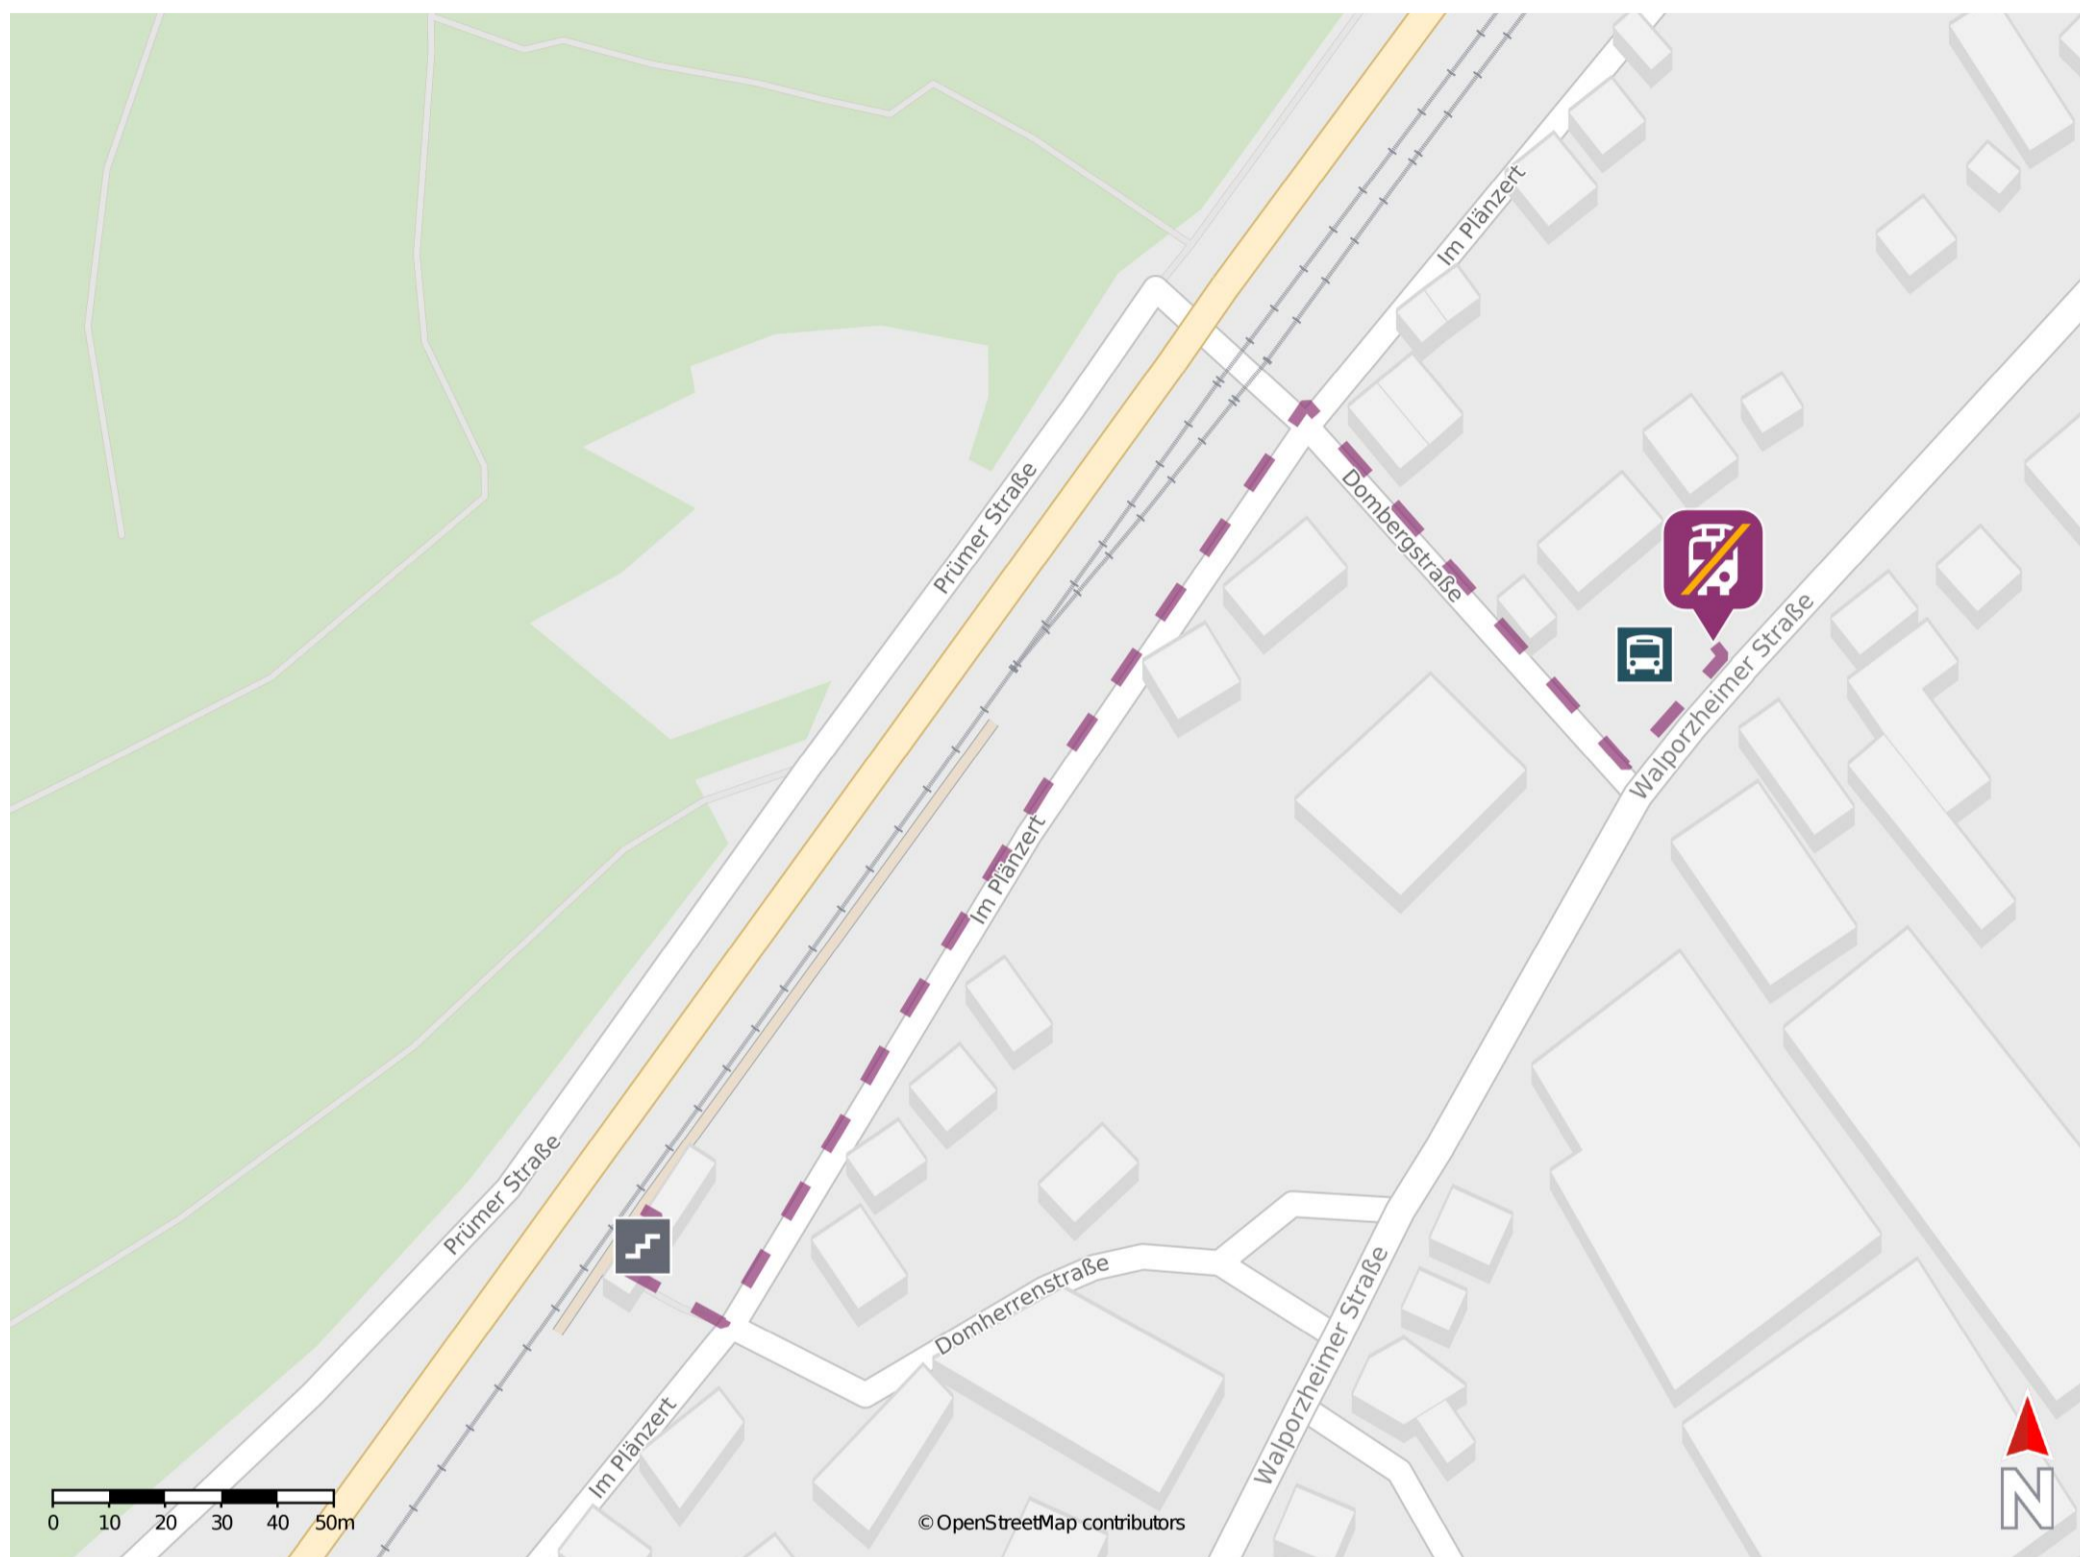 Im Plänzert
Prümer Straße
Dombergstraße
Walporzheimer Straße
Im Plänzert
Prümer Straße
Domherrenstraße
Walporzheimer Straße
Im Plänzert
0 10 20 30 40 50m
© OpenStreetMap contributors
N